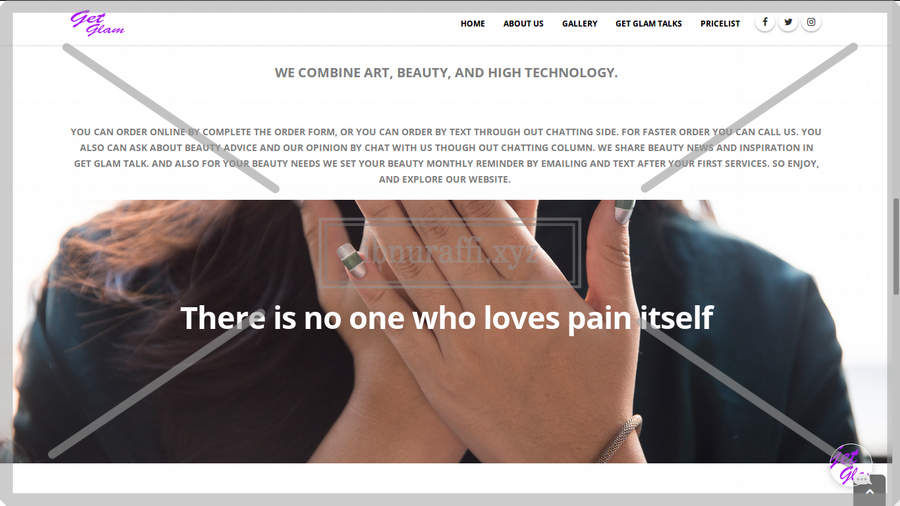 Get
Glam
HOME ABOUT US GALLERY GET GLAM TALKS PRICELIST
WE COMBINE ART, BEAUTY, AND HIGH TECHNOLOGY.
YOU CAN ORDER ONLINE BY COMPLETE THE ORDER FORM, OR YOU CAN ORDER BY TEXT THROUGH OUT CHATTING SIDE. FOR FASTER ORDER YOU CAN CALL US. YOU
ALSO CAN ASK ABOUT BEAUTY ADVICE AND OUR OPINION BY CHAT WITH US THOUGH OUT CHATTING COLUMN. WE SHARE BEAUTY NEWS AND INSPIRATION IN
GET GLAM TALK. AND ALSO FOR YOUR BEAUTY NEEDS WE SET YOUR BEAUTY MONTHLY REMINDER BY EMAILING AND TEXT AFTER YOUR FIRST SERVICES. SO ENJOY,
AND EXPLORE OUR WEBSITE.
There is no one who loves pain itself
Get